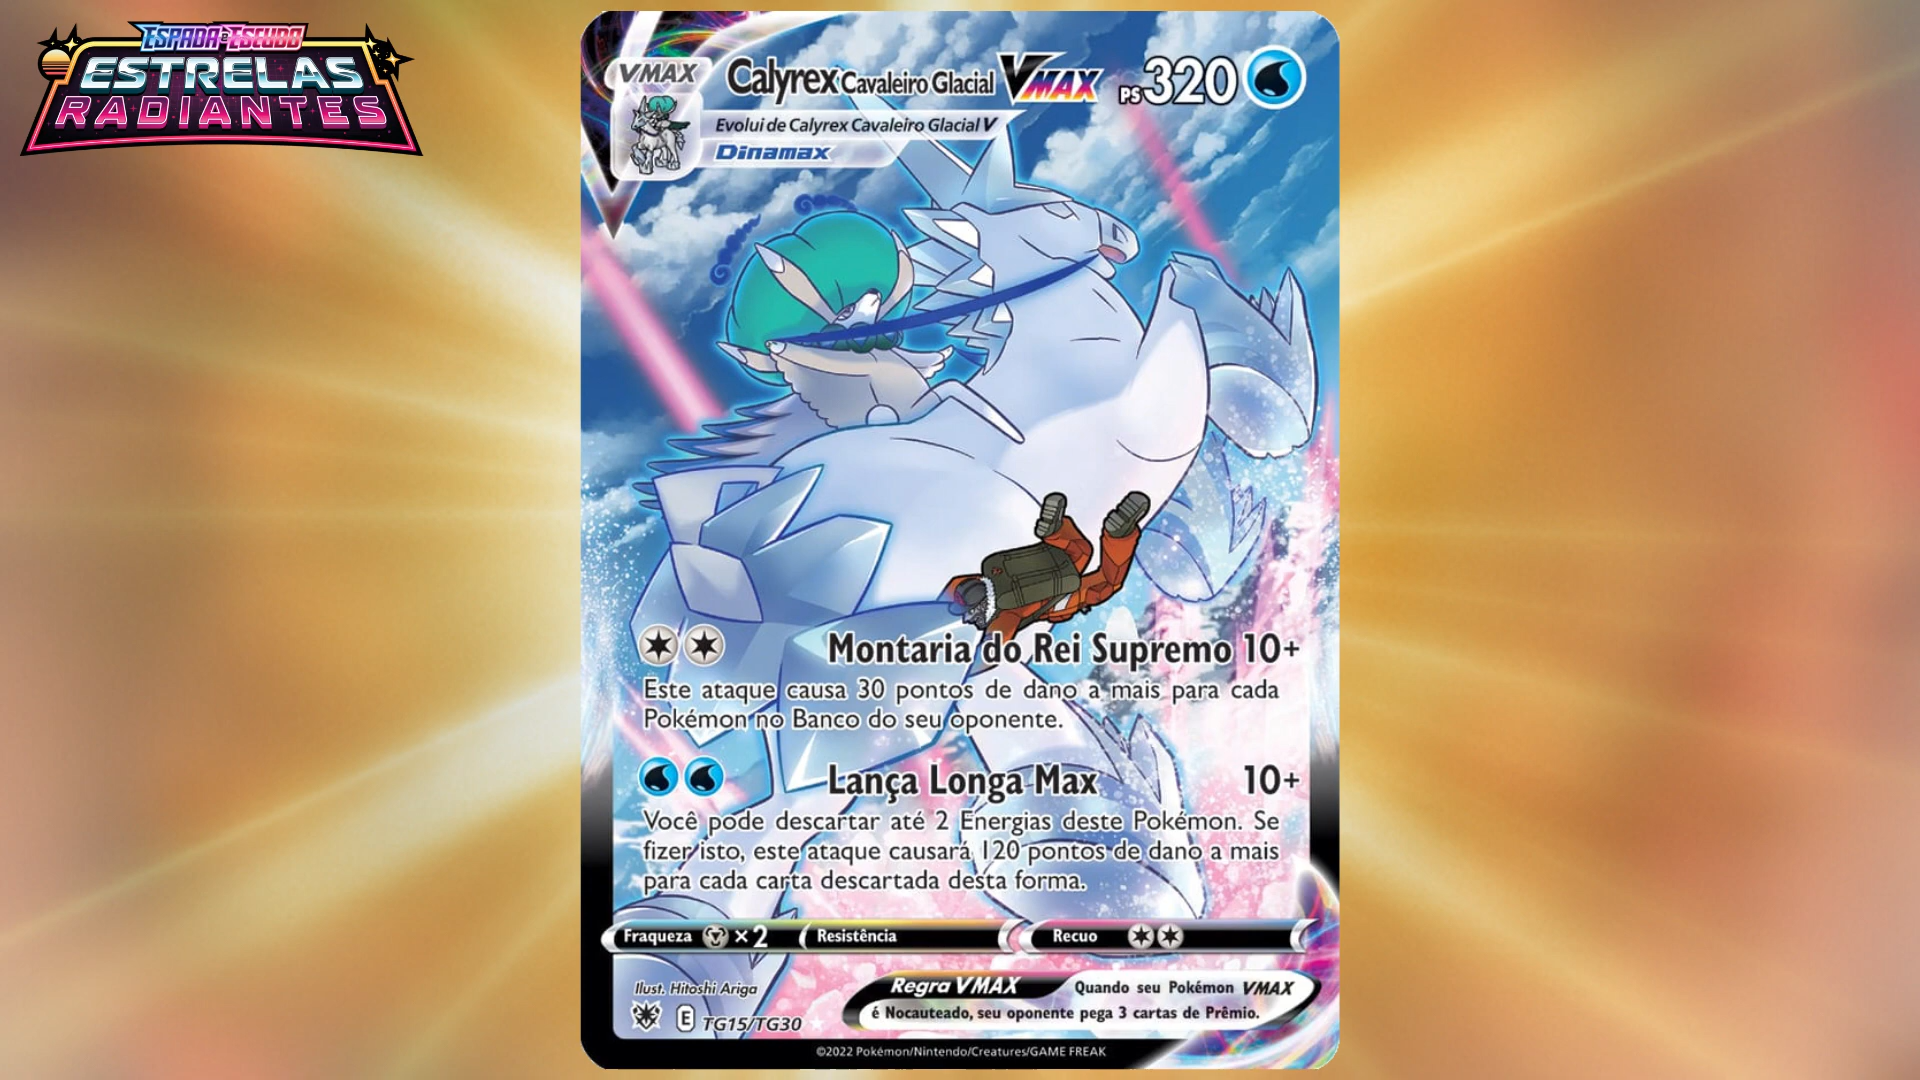 ESPADA E ESCUDO
ESTRELAS
RADIANTES
VMAX
Calyrex Cavaleiro Glacial VMAX PS 320
Evolui de Calyrex Cavaleiro Glacial V
Dinamax
Montaria do Rei Supremo 10+
Este ataque causa 30 pontos de dano a mais para cada
Pokémon no Banco do seu oponente.
Lança Longa Max 10+
Você pode descartar até 2 Energias deste Pokémon. Se
fizer isto, este ataque causará 120 pontos de dano a mais
para cada carta descartada desta forma.
Fraqueza ×2 Resistência Recuo
Ilust. Hitoshi Ariga
E TG15/TG30
Regra VMAX Quando seu Pokémon VMAX
é Nocauteado, seu oponente pega 3 cartas de Prêmio.
©2022 Pokémon/Nintendo/Creatures/GAME FREAK